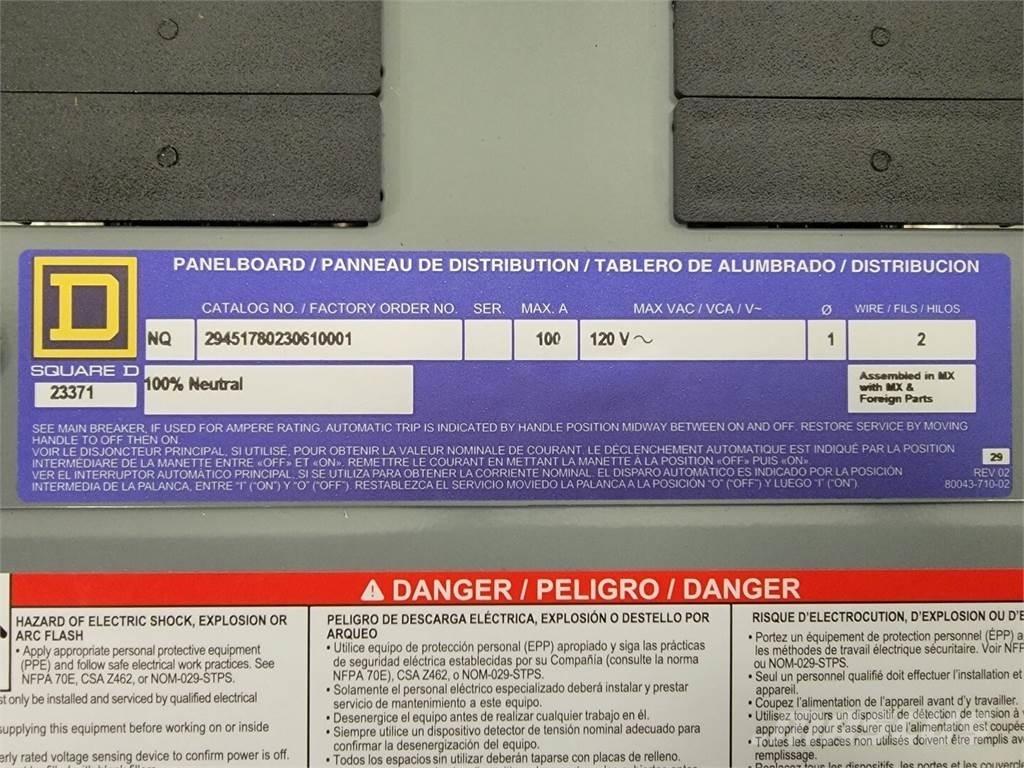 PANELBOARD / PANNEAU DE DISTRIBUTION / TABLERO DE ALUMBRADO / DISTRIBUCION
D
SQUARE D
CATALOG NO. / FACTORY ORDER NO. SER. MAX. A MAX VAC / VCA / V~ Ø WIRE / FILS / HILOS
NQ 29451780230610001 100 120 V ~ 1 2
23371 100% Neutral
Assembled in MX
with MX &
Foreign Parts
SEE MAIN BREAKER, IF USED FOR AMPERE RATING. AUTOMATIC TRIP IS INDICATED BY HANDLE POSITION MIDWAY BETWEEN ON AND OFF. RESTORE SERVICE BY MOVING
HANDLE TO OFF THEN ON.
VOIR LE DISJONCTEUR PRINCIPAL, SI UTILISÉ, POUR OBTENIR LA VALEUR NOMINALE DE COURANT. LE DÉCLENCHEMENT AUTOMATIQUE EST INDIQUÉ PAR LA POSITION
INTERMÉDIARE DE LA MANETTE ENTRE «OFF» ET «ON». REMETTRE LE COURANT EN METTANT LA MANETTE À LA POSITION «OFF» PUIS «ON».
VER EL INTERRUPTOR AUTOMÁTICO PRINCIPAL, SI SE UTILIZA PARA OBTENER LA CORRIENTE NOMINAL. EL DISPARO AUTOMÁTICO ES INDICADO POR LA POSICIÓN
INTERMEDIA DE LA PALANCA, ENTRE "I" ("ON") Y "O" ("OFF"). RESTABLEZCA EL SERVICIO MOVIEDO LA PALANCA A LA POSICIÓN "O" ("OFF") Y LUEGO "I" ("ON").
29
REV 02
80043-710-02
DANGER / PELIGRO / DANGER
HAZARD OF ELECTRIC SHOCK, EXPLOSION OR
ARC FLASH
• Apply appropriate personal protective equipment
(PPE) and follow safe electrical work practices. See
NFPA 70E, CSA Z462, or NOM-029-STPS.
only be installed and serviced by qualified electrical
supplying this equipment before working on or inside
rated voltage sensing device to confirm power is off.
PELIGRO DE DESCARGA ELÉCTRICA, EXPLOSIÓN O DESTELLO POR
ARQUEO
• Utilice equipo de protección personal (EPP) apropiado y siga las prácticas
de seguridad eléctrica establecidas por su Compañía (consulte la norma
NFPA 70E), CSA Z462, o NOM-029-STPS.
• Solamente el personal eléctrico especializado deberá instalar y prestar
servicio de mantenimiento a este equipo.
• Desenergice el equipo antes de realizar cualquier trabajo en él.
• Siempre utilice un dispositivo detector de tensión nominal adecuado para
confirmar la desenergización del equipo.
• Todos los espacios sin utilizar deberán taparse con placas de relleno.
RISQUE D'ELECTROCUTION, D'EXPLOSION OU
• Portez un équipement de protection personnel (ÉPP)
les méthodes de travail électrique sécuritaire. Voir
ou NOM-029-STPS.
• Seul un personnel qualifié doit effectuer l'installation et
appareil.
• Coupez l'alimentation de l'appareil avant d'y travailler.
• Utilisez toujours un dispositif de détection de tension à
appropriée pour s'assurer que l'alimentation est
• Toutes les espaces non utilisés doivent être remplis
remplissage.
• Replacez tous les dispositifs, les portes et les